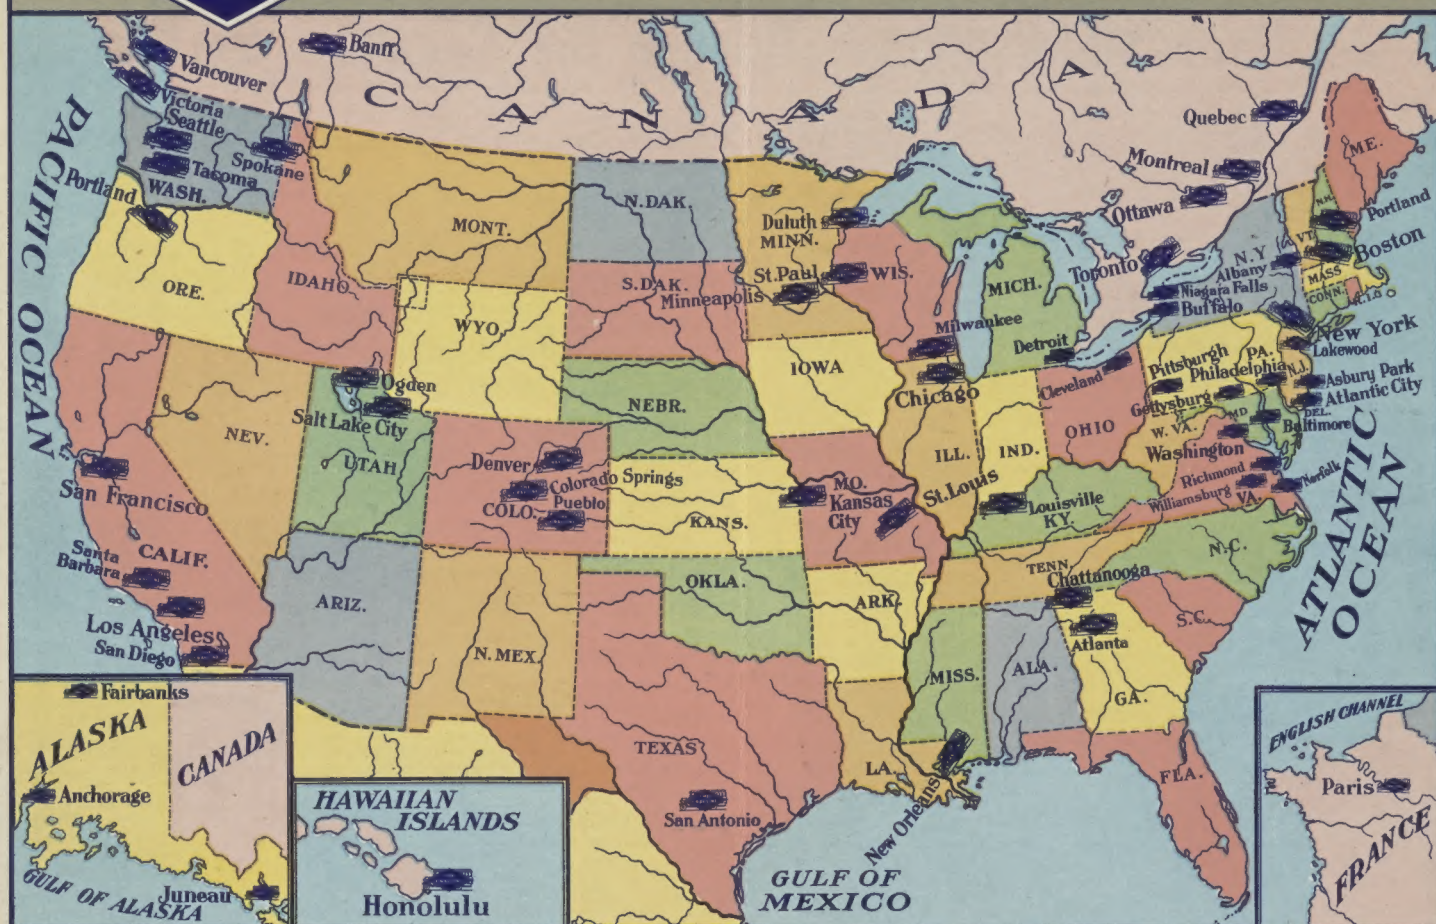 Banff
Vancouver
CANADA
Victoria
Seattle
Spokane
Tacoma
WASH.
Portland
Quebec
Montreal
Ottawa
Toronto
ME.
Portland
N.H.
VT.
Boston
MASS
CONN.
R.I.
N.Y
Albany
Niagara Falls
Buffalo
New York
Lakewood
PACIFIC OCEAN
MONT.
N.DAK.
Duluth
MINN.
St.Paul
Minneapolis
WIS.
MICH.
Milwaukee
Detroit
ORE.
IDAHO
S.DAK.
WYO.
IOWA
Chicago
Cleveland
Pittsburgh
PA.
Philadelphia
N.J.
Gettysburg
Asbury Park
Atlantic City
MD
DEL.
Baltimore
Ogden
Salt Lake City
NEBR.
NEV.
UTAH
ILL.
IND.
OHIO
W. VA.
Washington
Denver
Colorado Springs
Pueblo
COLO.
KANS.
MO.
Kansas
City
St.Louis
Louisville
KY.
Richmond
Williamsburg
VA.
Norfolk
San Francisco
CALIF.
Santa
Barbara
Los Angeles
San Diego
ARIZ.
N.MEX.
OKLA.
ARK.
TENN.
Chattanooga
N.C.
S.C.
Atlanta
GA.
MISS.
ALA.
ATLANTIC
OCEAN
TEXAS
San Antonio
LA.
New Orleans
FLA.
GULF OF
MEXICO
Fairbanks
ALASKA
CANADA
Anchorage
Juneau
GULF OF ALASKA
HAWAIIAN
ISLANDS
Honolulu
ENGLISH CHANNEL
Paris
FRANCE